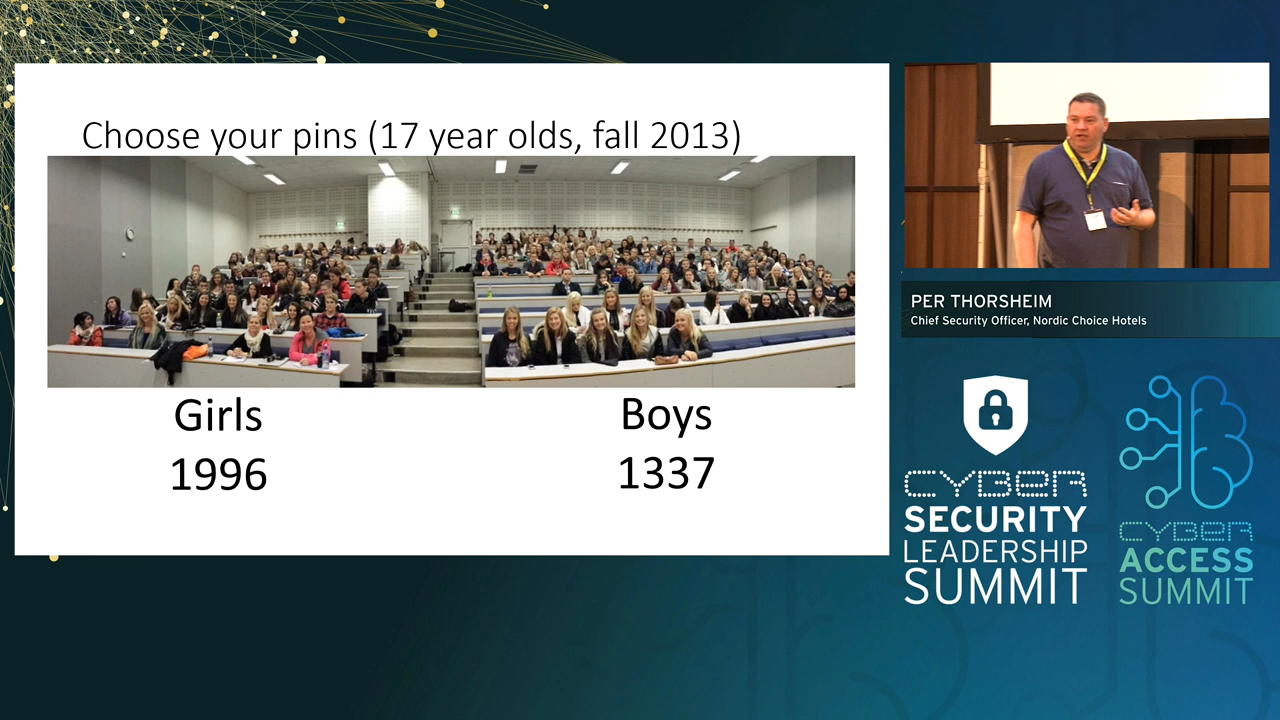 Choose your pins (17 year olds, fall 2013)
Girls
1996
Boys
1337
PER THORSHEIM
Chief Security Officer, Nordic Choice Hotels
CYBER
SECURITY
LEADERSHIP
SUMMIT
CYBER
ACCESS
SUMMIT